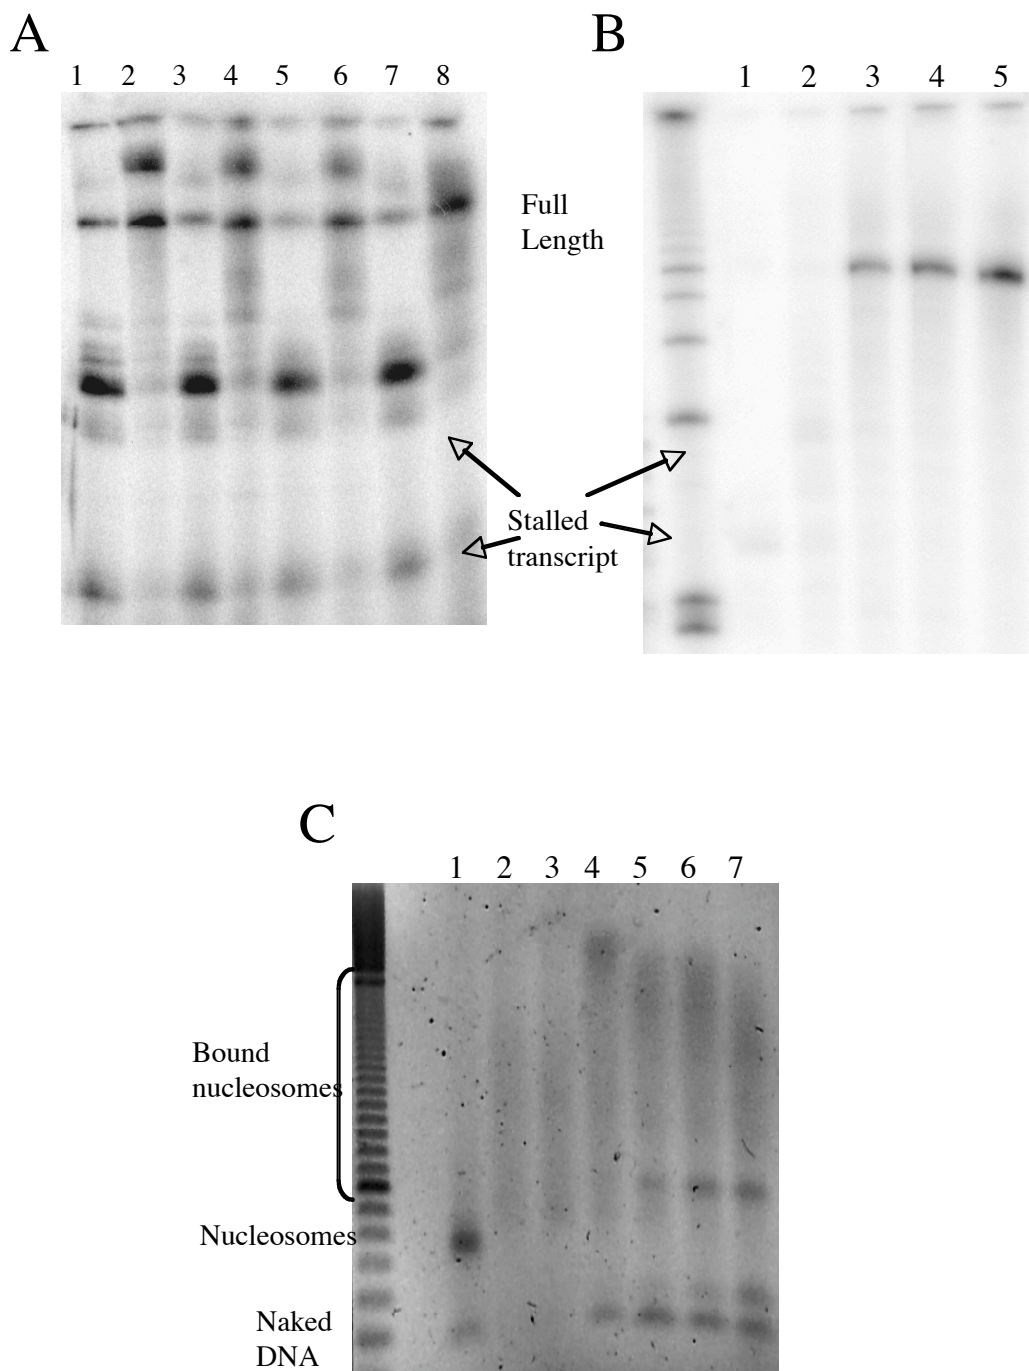 A
1 2 3 4 5 6 7 8
B
1 2 3 4 5
Full
Length
Stalled
transcript
C
1 2 3 4 5 6 7
Bound
nucleosomes
Nucleosomes
Naked
DNA